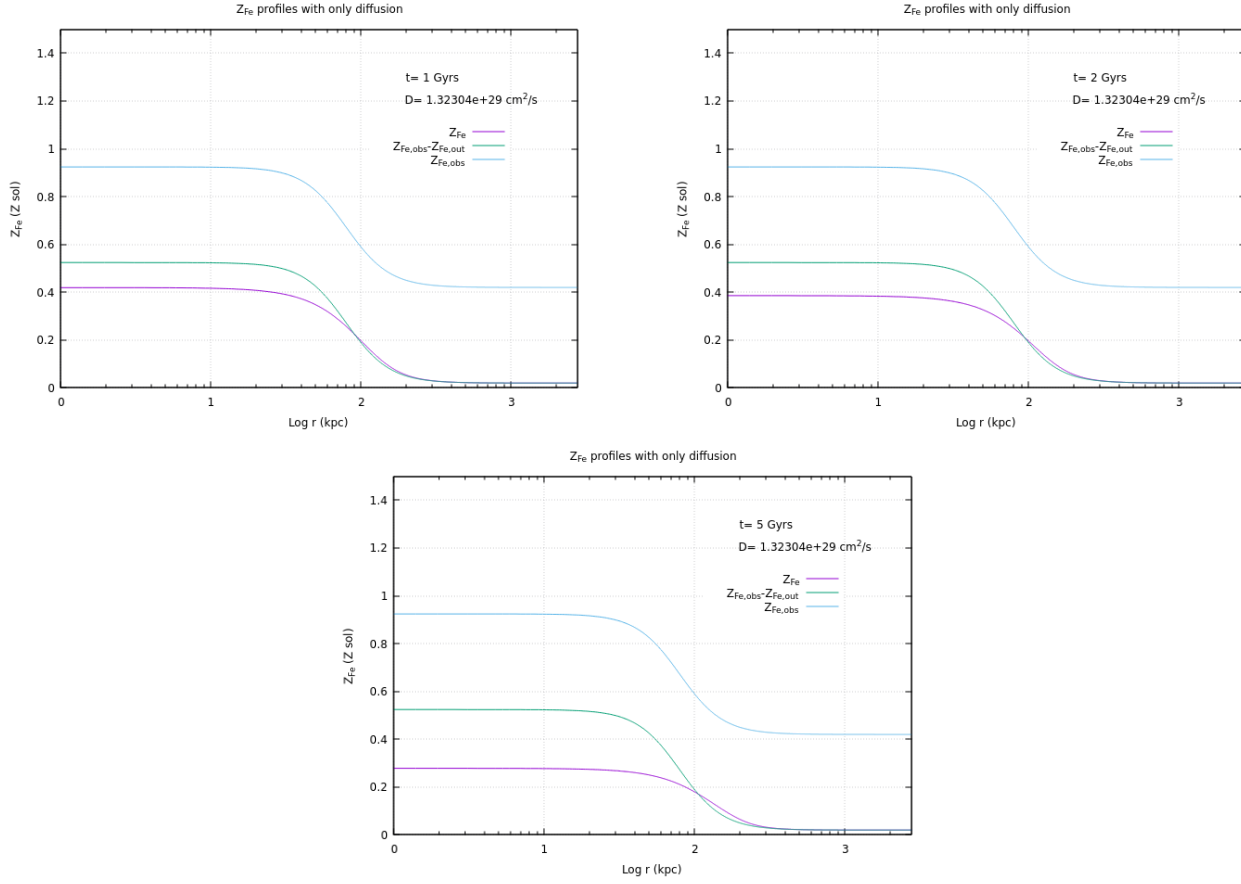 Z_Fe profiles with only diffusion
1.4
1.2
1
0.8
0.6
0.4
0.2
0
Z_Fe (Z sol)
t= 1 Gyrs
D= 1.32304e+29 cm²/s
Z_Fe
Z_Fe,obs-Z_Fe,out
Z_Fe,obs
0 1 2 3
Log r (kpc)
Z_Fe profiles with only diffusion
1.4
1.2
1
0.8
0.6
0.4
0.2
0
Z_Fe (Z sol)
t= 2 Gyrs
D= 1.32304e+29 cm²/s
Z_Fe
Z_Fe,obs-Z_Fe,out
Z_Fe,obs
0 1 2 3
Log r (kpc)
Z_Fe profiles with only diffusion
1.4
1.2
1
0.8
0.6
0.4
0.2
0
Z_Fe (Z sol)
t= 5 Gyrs
D= 1.32304e+29 cm²/s
Z_Fe
Z_Fe,obs-Z_Fe,out
Z_Fe,obs
0 1 2 3
Log r (kpc)